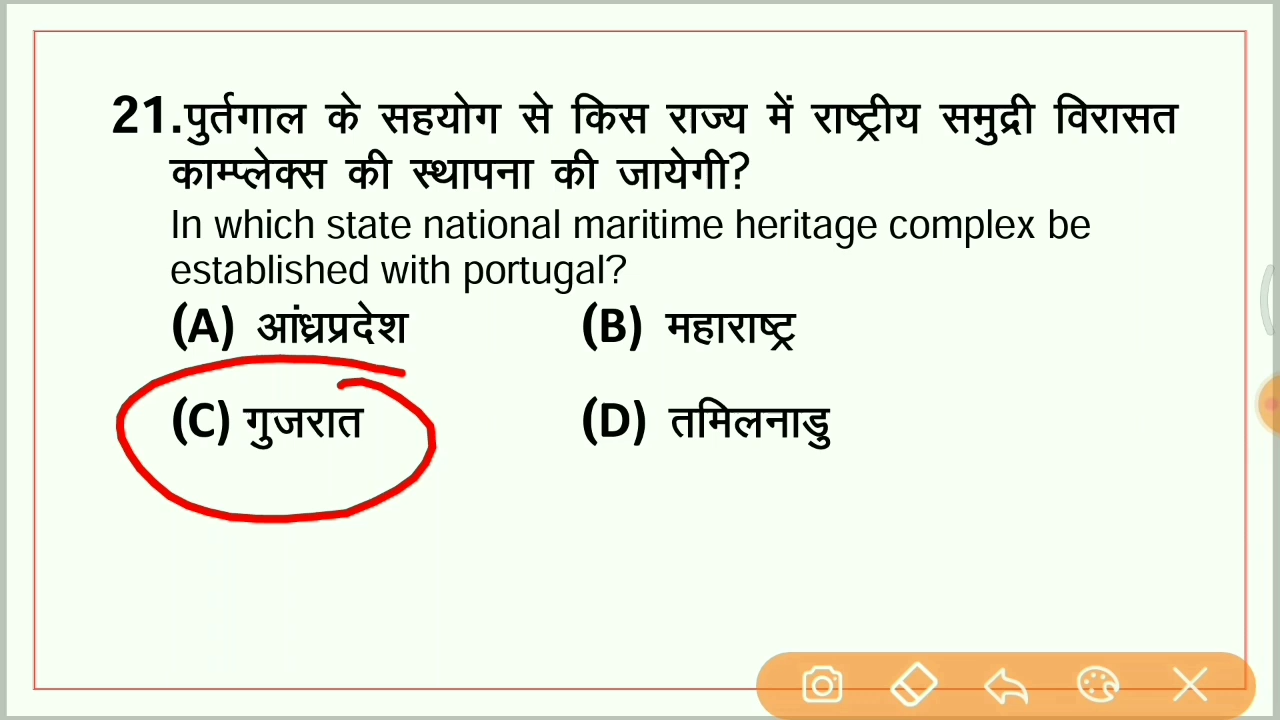 21.पुर्तगाल के सहयोग से किस राज्य में राष्ट्रीय समुद्री विरासत
काम्प्लेक्स की स्थापना की जायेगी?
In which state national maritime heritage complex be
established with portugal?
(A) आंध्रप्रदेश (B) महाराष्ट्र
(C) गुजरात (D) तमिलनाडु